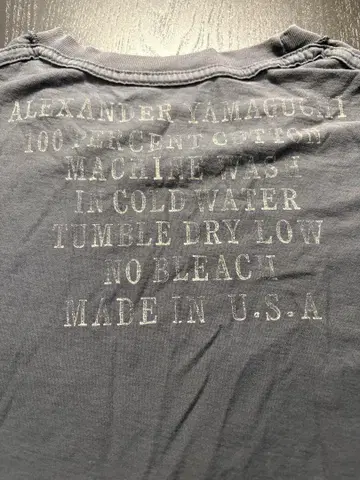 ALEXANDER YAMAGUCHI
100 PERCENT COTTON
MACHINE WASH
IN COLD WATER
TUMBLE DRY LOW
NO BLEACH
MADE IN U.S.A